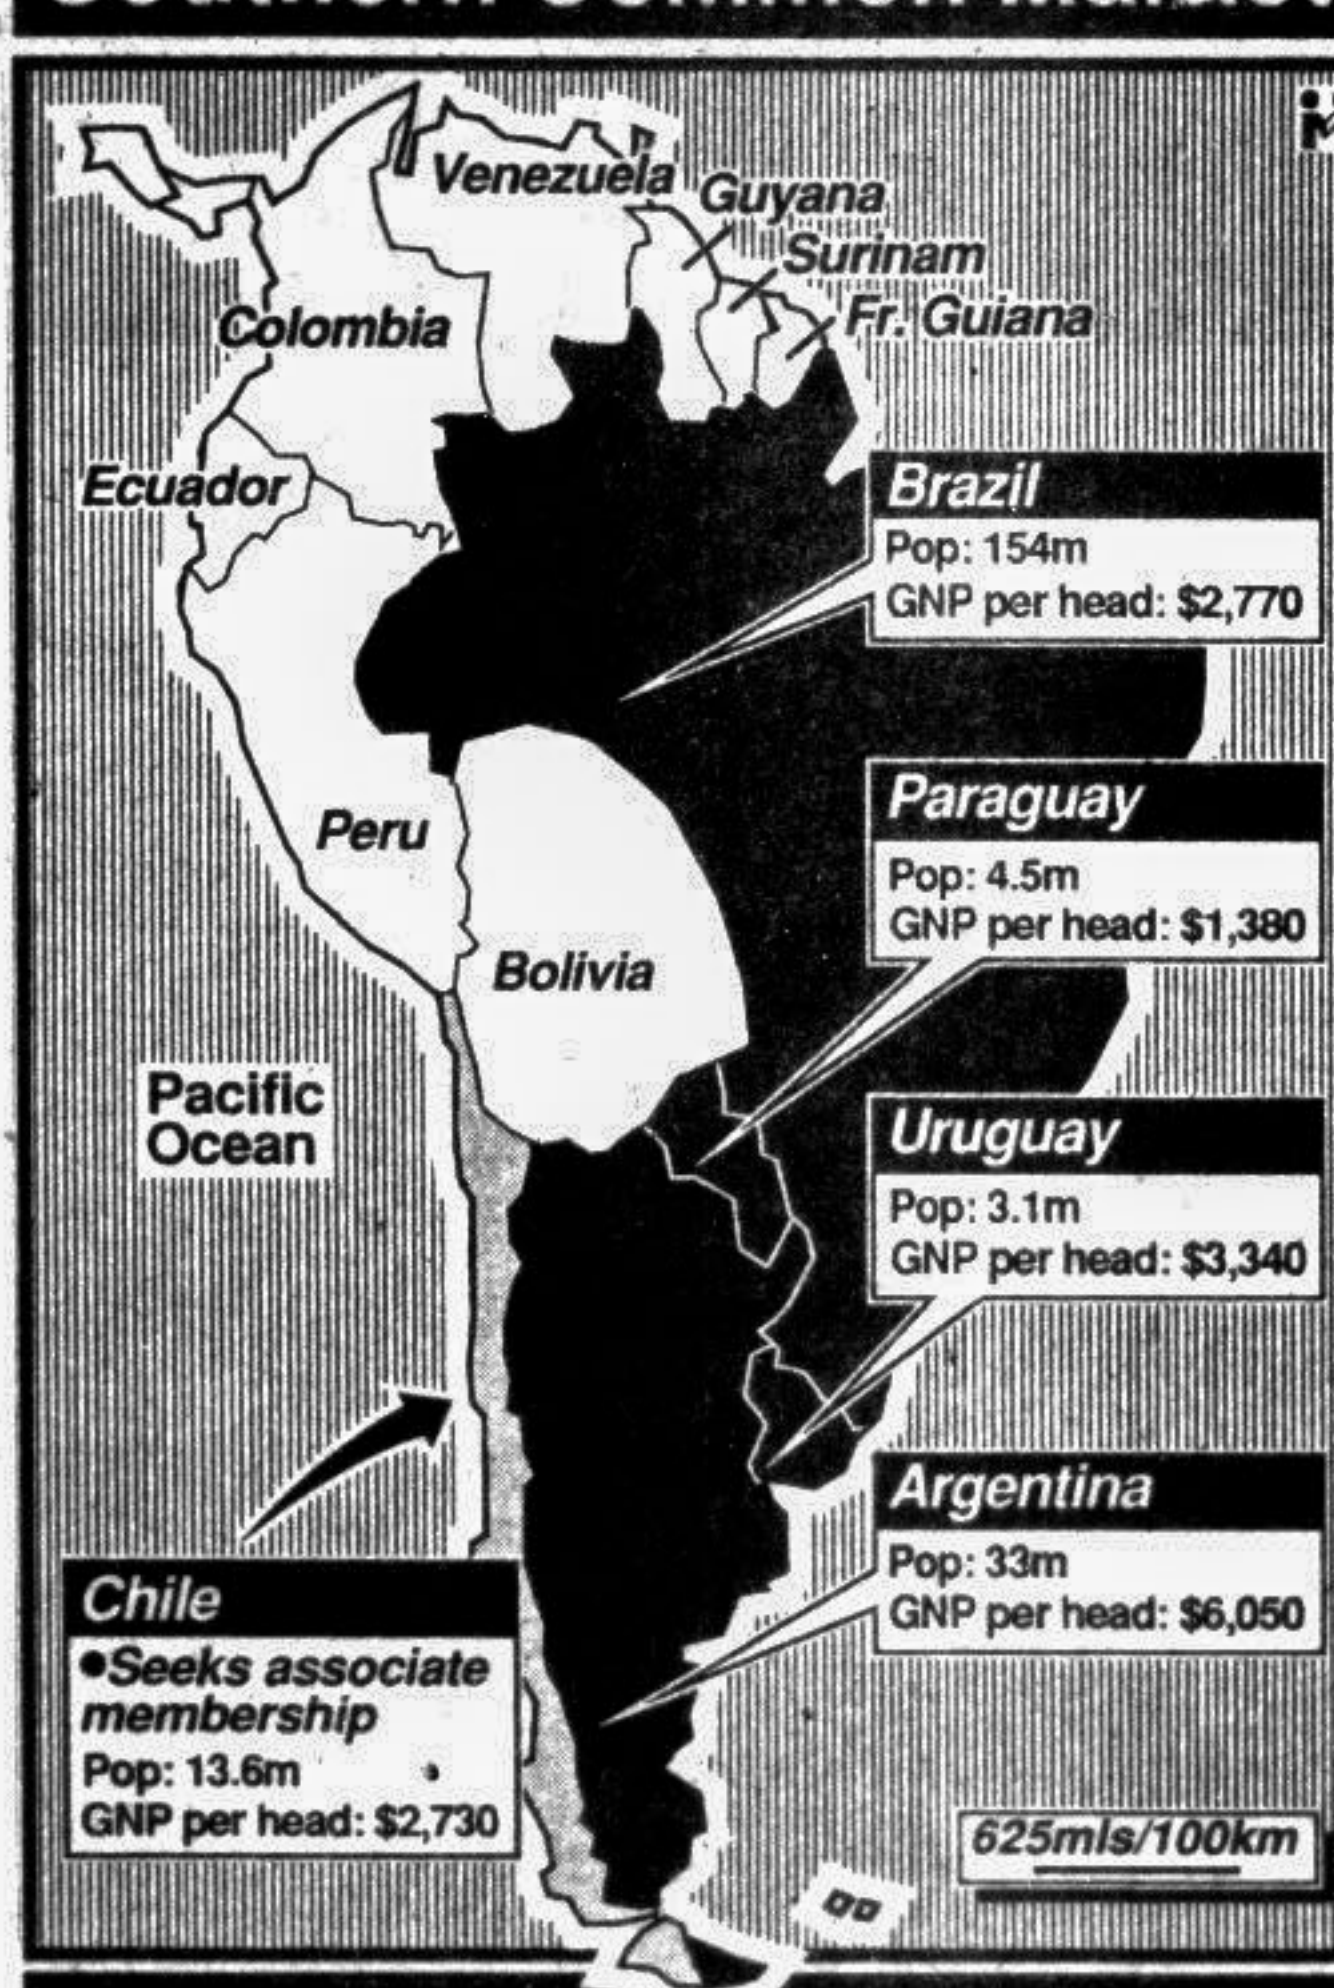 Southern Common Market
Venezuela
Guyana
Surinam
Fr. Guiana
Colombia
Ecuador
Brazil
Pop: 154m
GNP per head: $2,770
Peru
Bolivia
Paraguay
Pop: 4.5m
GNP per head: $1,380
Pacific
Ocean
Uruguay
Pop: 3.1m
GNP per head: $3,340
Argentina
Pop: 33m
GNP per head: $6,050
Chile
●Seeks associate
membership
Pop: 13.6m
GNP per head: $2,730
625mls/100km